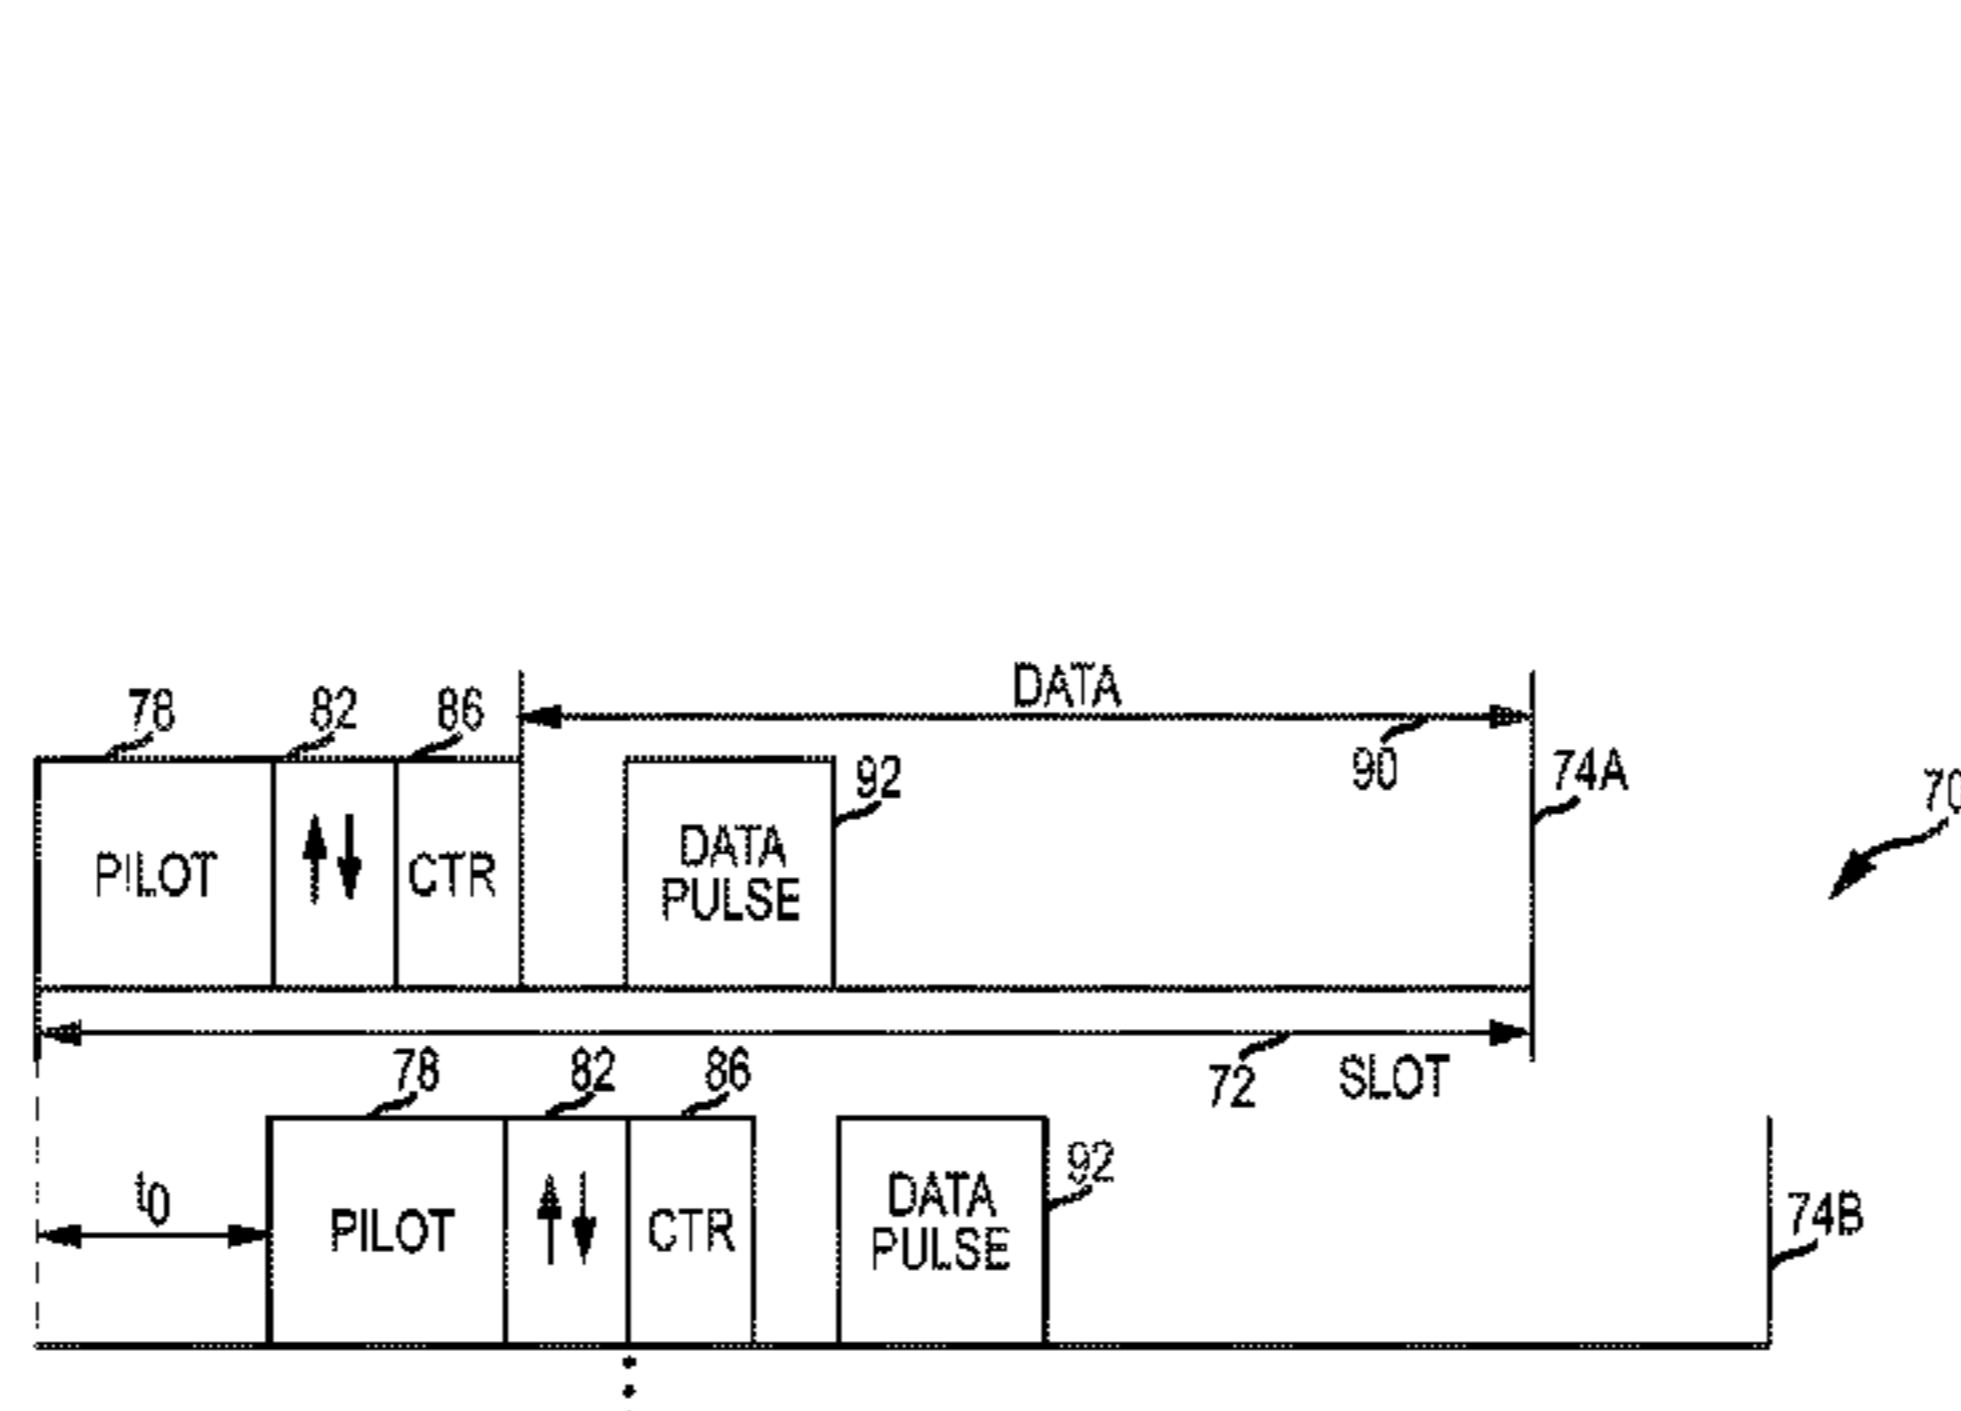 DATA
78 82 86
90
92
74A
70
PILOT CTR DATA
PULSE
72 SLOT
78 82 86
92
t0
PILOT CTR DATA
PULSE
74B